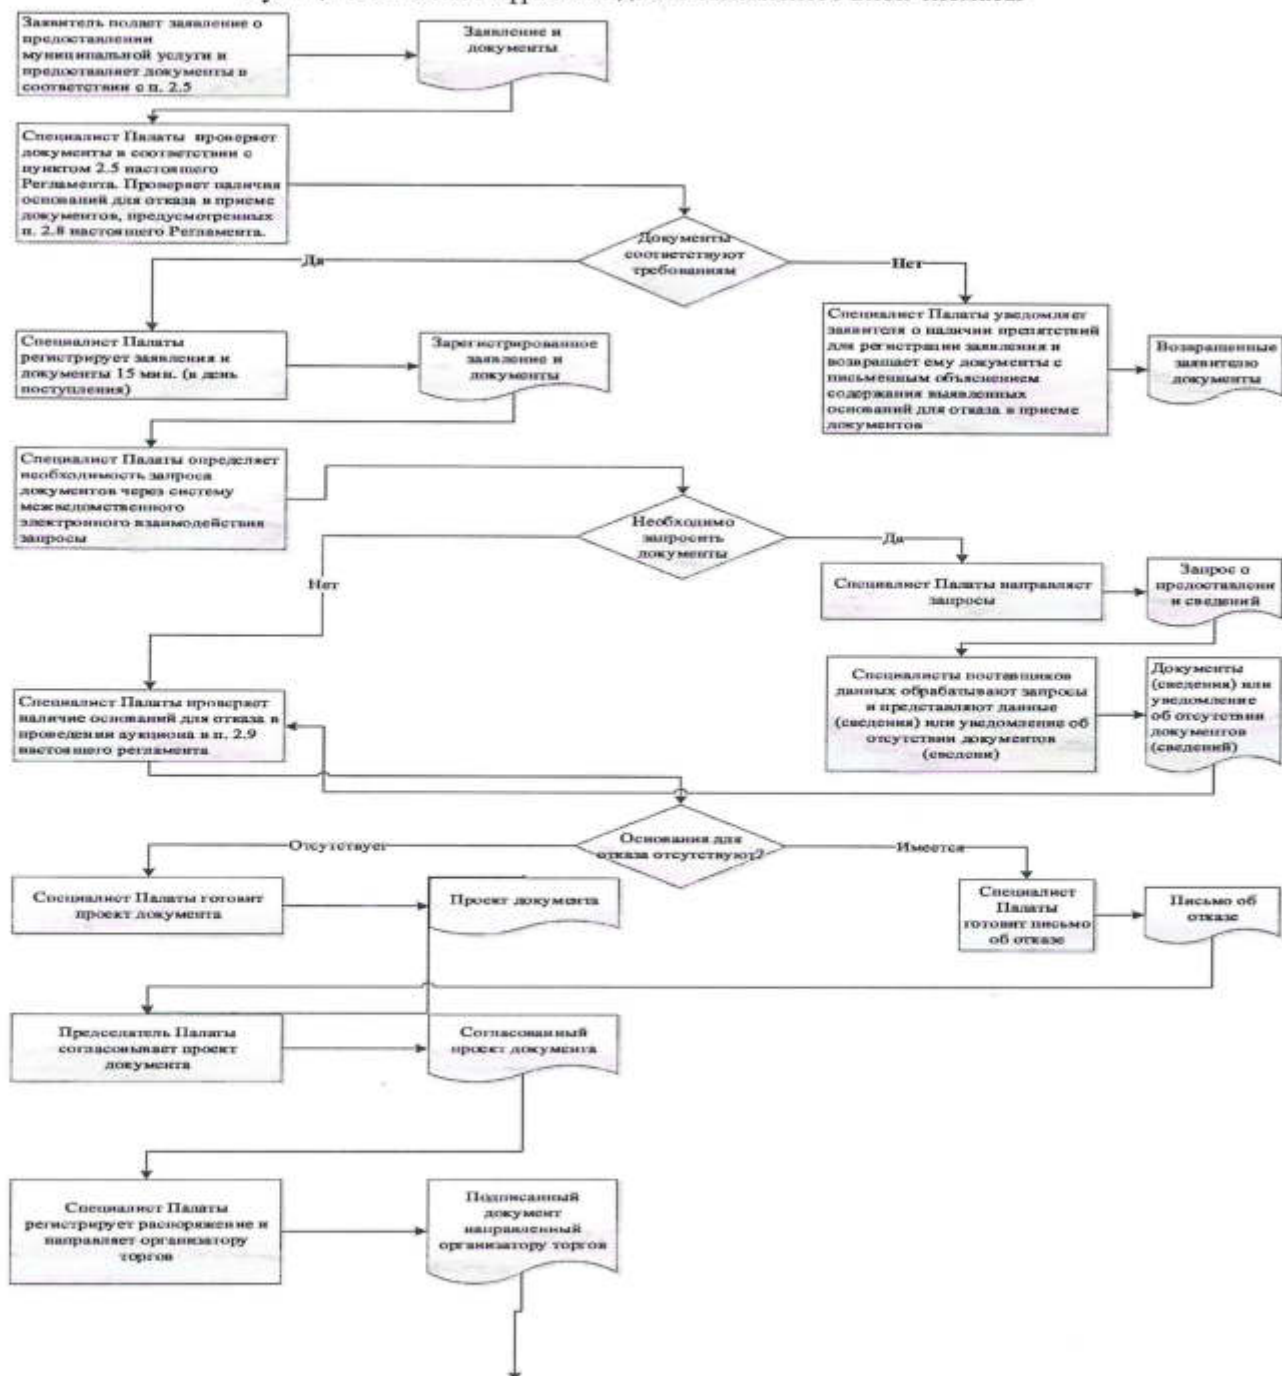 Заявитель подает заявление о
предоставлении
муниципальной услуги и
предоставляет документы в
соответствии с п. 2.5
Заявление и
документы
Специалист Палаты проверяет
документы в соответствии с
пунктом 2.5 настоящего
Регламента. Проверяет наличия
оснований для отказа в приеме
документов, предусмотренных
п. 2.8 настоящего Регламента.
Документы
соответствуют
требованиям
Да
Нет
Специалист Палаты
регистрирует заявления и
документы 15 мин. (в день
поступления)
Зарегистрированное
заявление и
документы
Специалист Палаты уведомляет
заявителя о наличии препятствий
для регистрации заявления и
возвращает ему документы с
письменным объяснением
содержания выявленных
оснований для отказа в приеме
документов
Возвращенные
заявителю
документы
Специалист Палаты определяет
необходимость запроса
документов через систему
межведомственного
электронного взаимодействия
запросы
Необходимо
запросить
документы
Да
Нет
Специалист Палаты направляет
запросы
Запрос о
предоставлени
и сведений
Специалисты поставщиков
данных обрабатывают запросы
и представляют данные
(сведения) или уведомление об
отсутствии документов
(сведени)
Документы
(сведения) или
уведомление
об отсутствии
документов
(сведений)
Специалист Палаты проверяет
наличие оснований для отказа в
проведении аукциона в п. 2.9
настоящего регламента
Основания для
отказа отсутствуют?
Отсутствует
Имеется
Специалист Палаты готовит
проект документа
Проект документа
Специалист
Палаты
готовит письмо
об отказе
Письмо об
отказе
Председатель Палаты
согласовывает проект
документа
Согласованный
проект документа
Специалист Палаты
регистрирует распоряжение и
направляет организатору
торгов
Подписанный
документ
направленный
организатору торгов